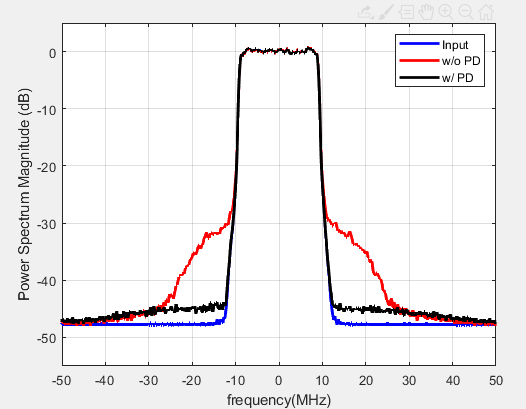 Power Spectrum Magnitude (dB)
0
-10
-20
-30
-40
-50
Input
w/o PD
w/ PD
-50 -40 -30 -20 -10 0 10 20 30 40 50
frequency(MHz)